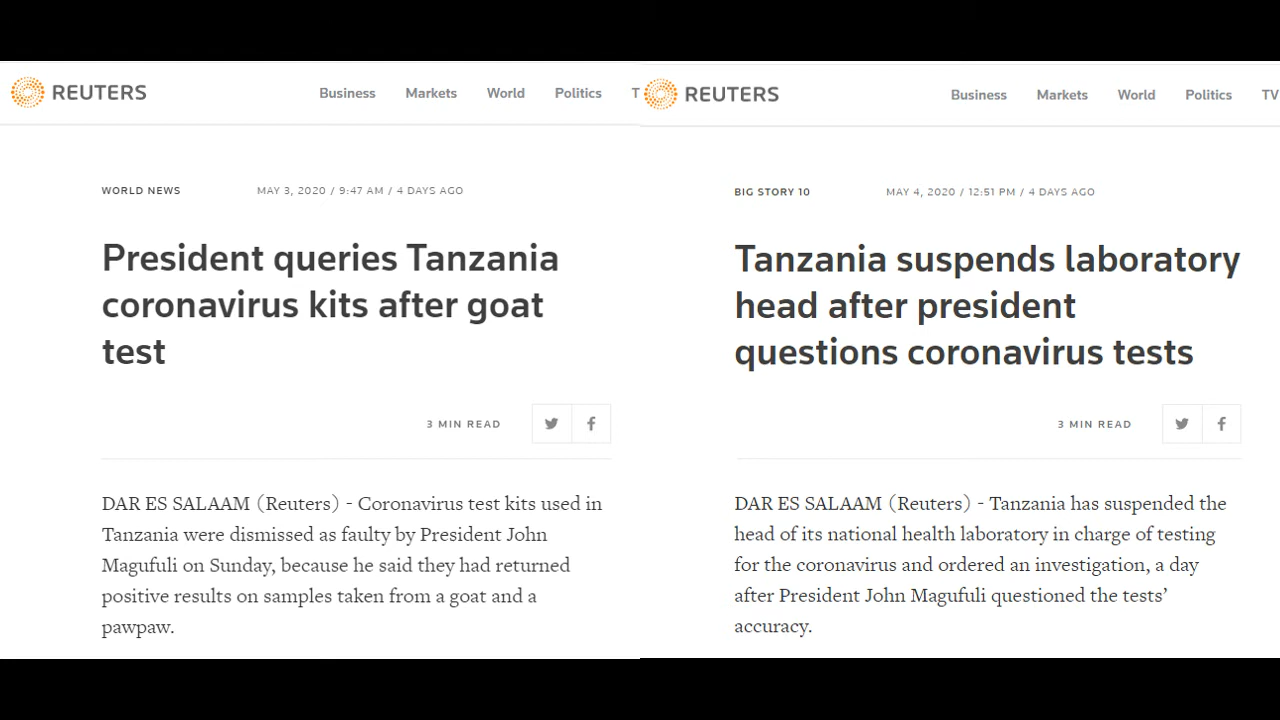 REUTERS
Business Markets World Politics T
WORLD NEWS MAY 3, 2020 / 9:47 AM / 4 DAYS AGO
President queries Tanzania
coronavirus kits after goat
test
3 MIN READ
DAR ES SALAAM (Reuters) - Coronavirus test kits used in
Tanzania were dismissed as faulty by President John
Magufuli on Sunday, because he said they had returned
positive results on samples taken from a goat and a
pawpaw.
REUTERS
Business Markets World Politics TV
BIG STORY 10 MAY 4, 2020 / 12:51 PM / 4 DAYS AGO
Tanzania suspends laboratory
head after president
questions coronavirus tests
3 MIN READ
DAR ES SALAAM (Reuters) - Tanzania has suspended the
head of its national health laboratory in charge of testing
for the coronavirus and ordered an investigation, a day
after President John Magufuli questioned the tests’
accuracy.